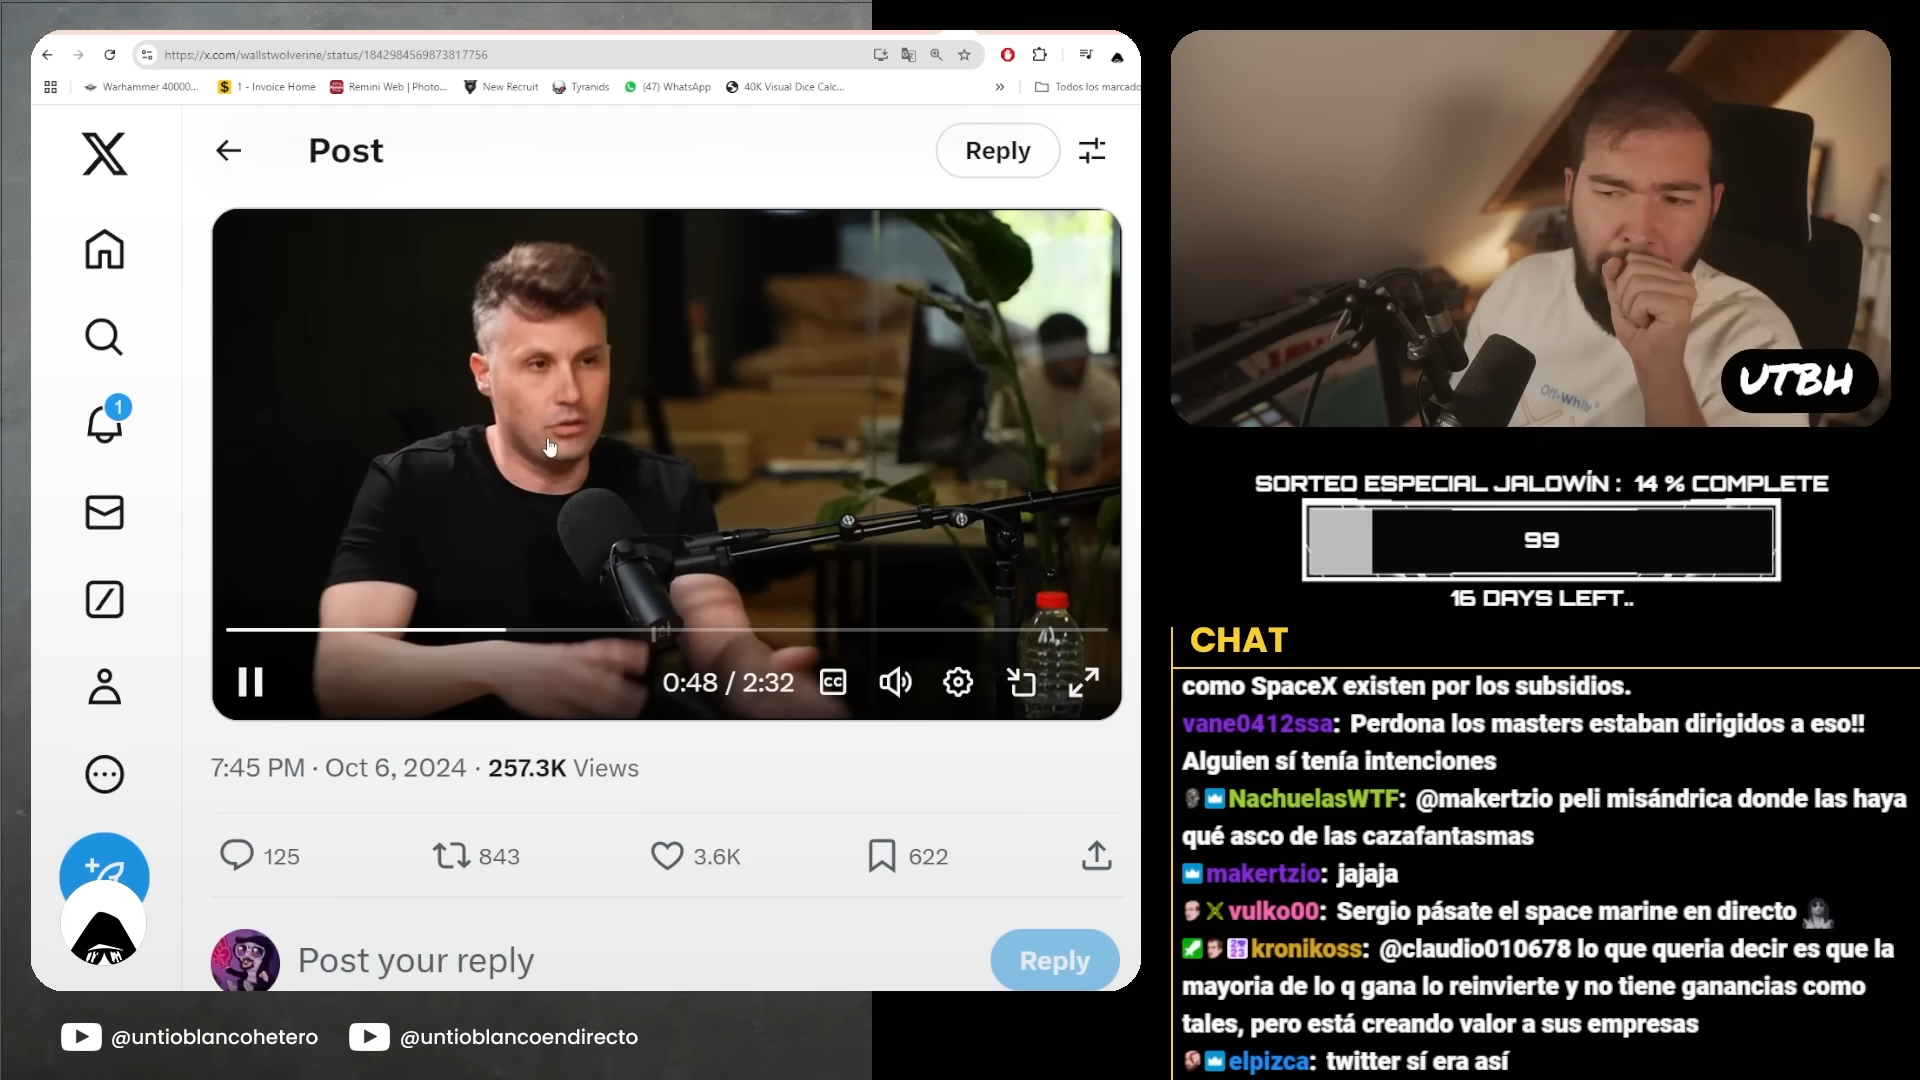 https://x.com/wallstwolverine/status/1842984569873817756
Warhammer 40000...
1 - Invoice Home
Remini Web | Photo...
New Recruit
Tyranids
(47) WhatsApp
40K Visual Dice Calc...
»
Todos los marcado
Post
Reply
1
0:48 / 2:32
CC
7:45 PM · Oct 6, 2024 · 257.3K Views
125
843
3.6K
622
Post your reply
Reply
@untioblancohetero
@untioblancoendirecto
Off-White
UTBH
SORTEO ESPECIAL JALOWÍN : 14 % COMPLETE
99
16 DAYS LEFT..
CHAT
como SpaceX existen por los subsidios.
vane0412ssa: Perdona los masters estaban dirigidos a eso!!
Alguien sí tenía intenciones
NachuelasWTF: @makertzio peli misándrica donde las haya
qué asco de las cazafantasmas
makertzio: jajaja
vulko00: Sergio pásate el space marine en directo
kronikoss: @claudio010678 lo que queria decir es que la
mayoria de lo q gana lo reinvierte y no tiene ganancias como
tales, pero está creando valor a sus empresas
elpizca: twitter sí era así